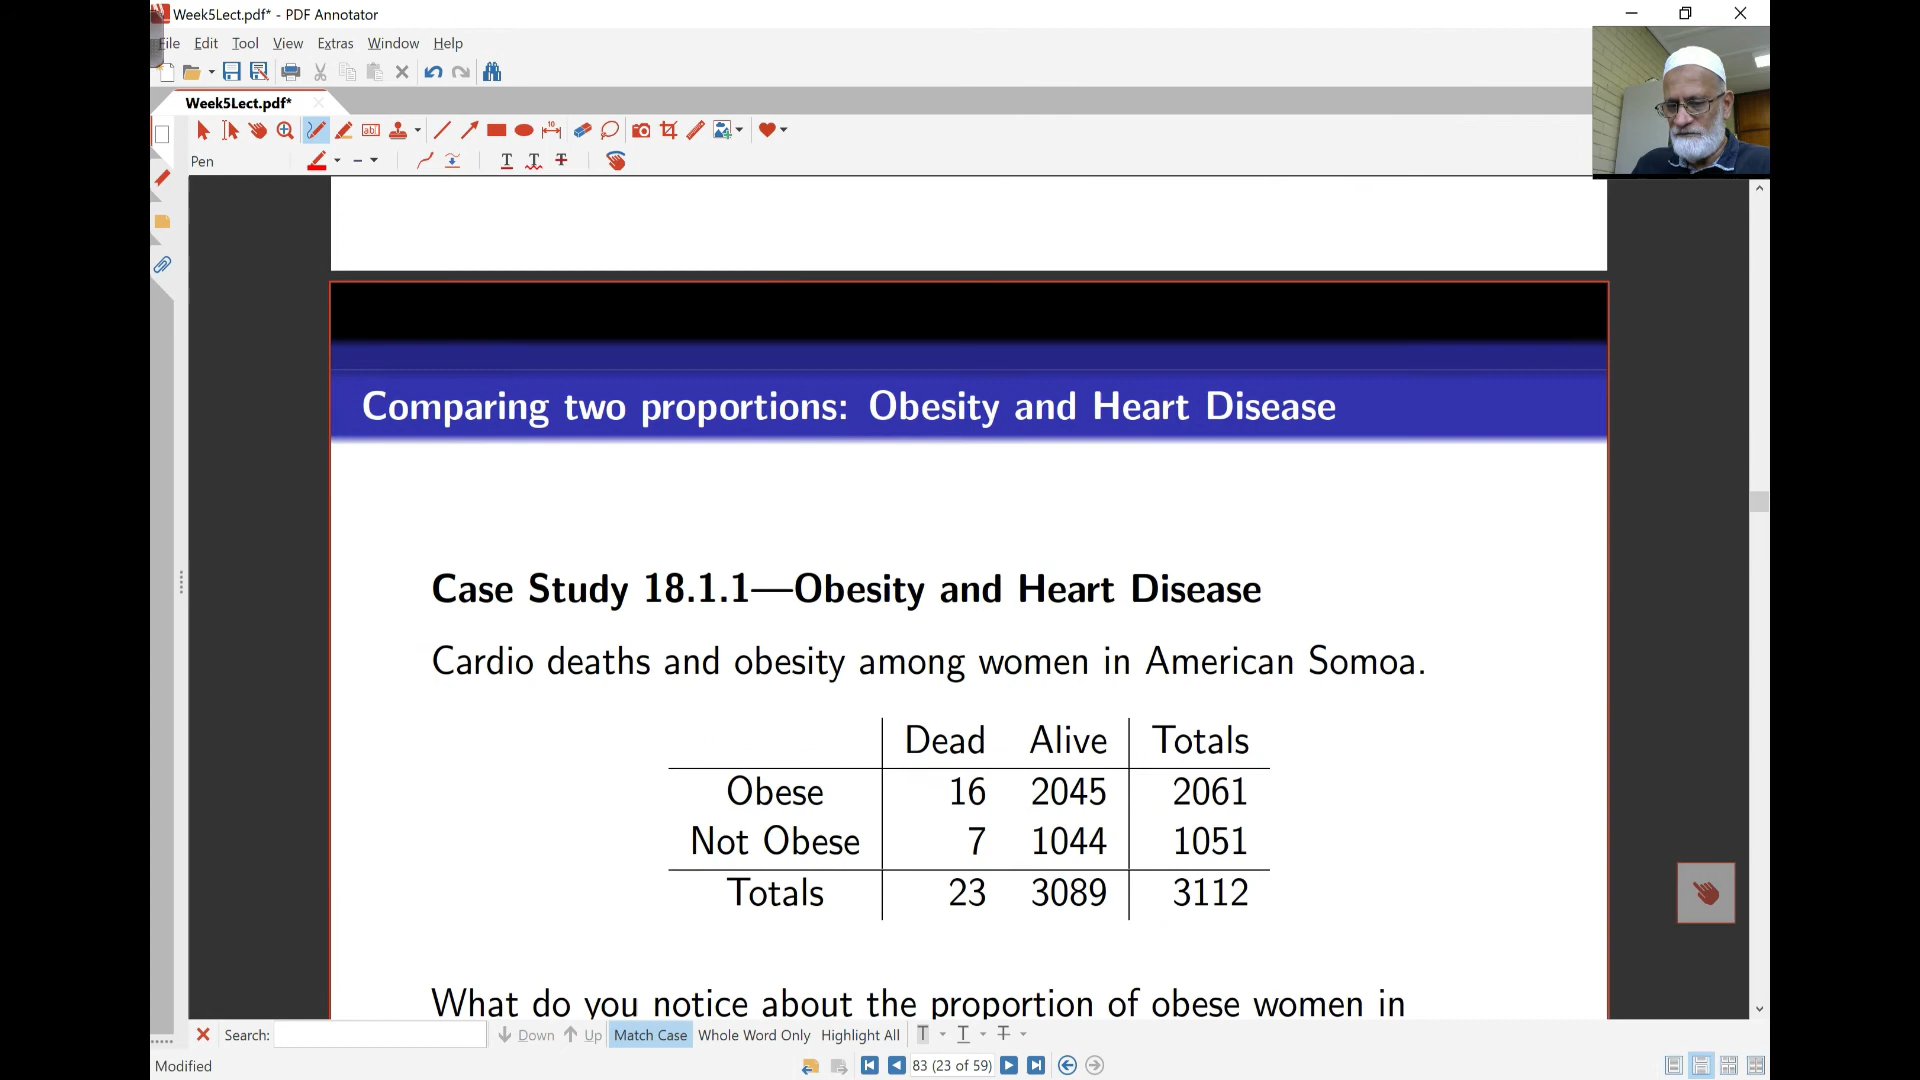 Week5Lect.pdf* - PDF Annotator
File Edit Tool View Extras Window Help
Week5Lect.pdf*
Pen
Comparing two proportions: Obesity and Heart Disease
Case Study 18.1.1—Obesity and Heart Disease
Cardio deaths and obesity among women in American Somoa.
Dead Alive Totals
Obese 16 2045 2061
Not Obese 7 1044 1051
Totals 23 3089 3112
What do you notice about the proportion of obese women in
Search: Down Up Match Case Whole Word Only Highlight All
Modified 83 (23 of 59)